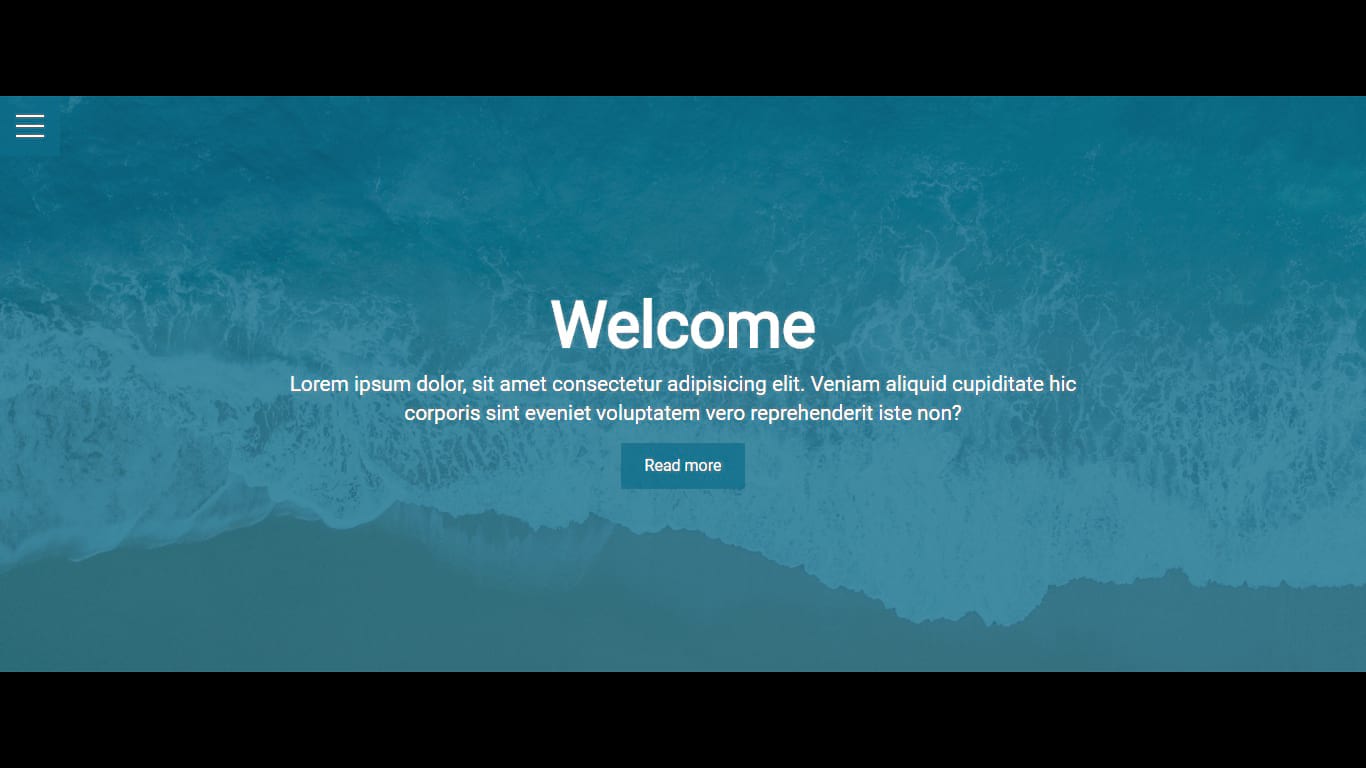 Welcome
Lorem ipsum dolor, sit amet consectetur adipisicing elit. Veniam aliquid cupiditate hic
corporis sint eveniet voluptatem vero reprehenderit iste non?
Read more